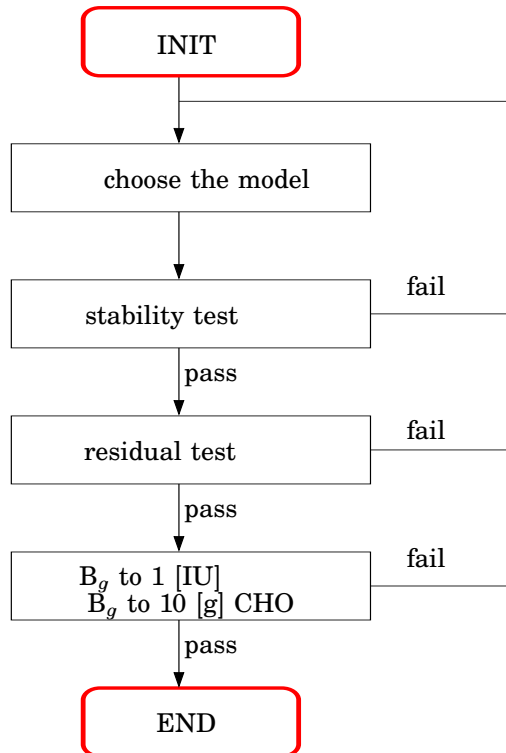 INIT
choose the model
fail
stability test
pass
fail
residual test
pass
fail
B_g to 1 [IU]
B_g to 10 [g] CHO
pass
END